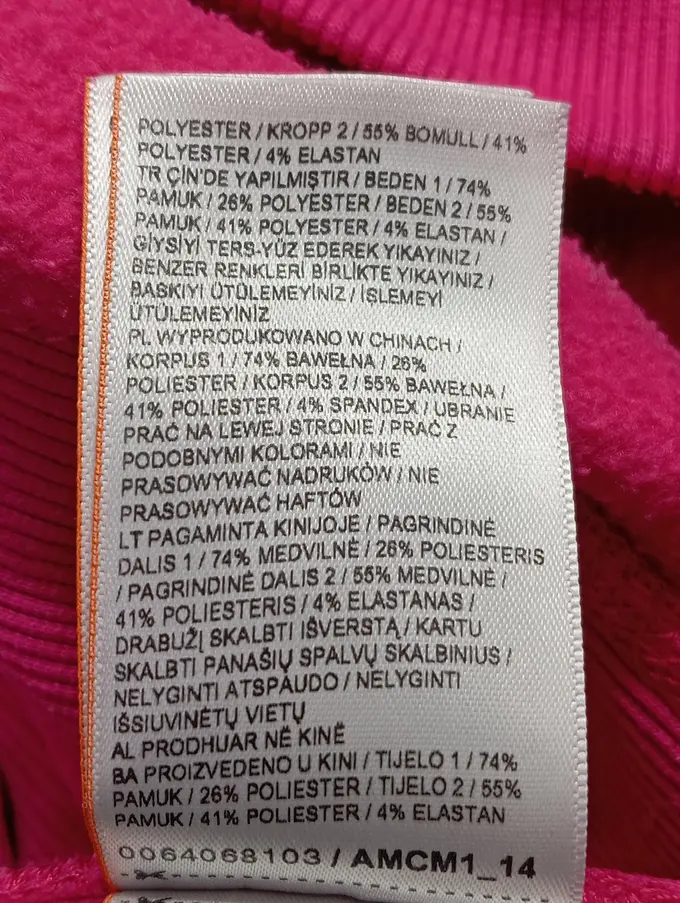 POLYESTER / KROPP 2 / 55% BOMULL / 41%
POLYESTER / 4% ELASTAN
TR ÇİN'DE YAPILMIŞTIR / BEDEN 1 / 74%
PAMUK / 26% POLYESTER / BEDEN 2 / 55%
PAMUK / 41% POLYESTER / 4% ELASTAN /
GİYSİYİ TERS-YÜZ EDEREK YIKAYINIZ /
BENZER RENKLERİ BİRLİKTE YIKAYINIZ /
BASKIYI ÜTÜLEMEYİNİZ / İŞLEMEYİ
ÜTÜLEMEYİNİZ
PL WYPRODUKOWANO W CHINACH /
KORPUS 1 / 74% BAWEŁNA / 26%
POLIESTER / KORPUS 2 / 55% BAWEŁNA /
41% POLIESTER / 4% SPANDEX / UBRANIE
PRAĆ NA LEWEJ STRONIE / PRAĆ Z
PODOBNYMI KOLORAMI / NIE
PRASOWYWAĆ NADRUKÓW / NIE
PRASOWYWAĆ HAFTÓW
LT PAGAMINTA KINIJOJE / PAGRINDINĖ
DALIS 1 / 74% MEDVILNĖ / 26% POLIESTERIS
/ PAGRINDINĖ DALIS 2 / 55% MEDVILNĖ /
41% POLIESTERIS / 4% ELASTANAS /
DRABUŽĮ SKALBTI IŠVERSTĄ / KARTU
SKALBTI PANAŠIŲ SPALVŲ SKALBINIUS /
NELYGINTI ATSPAUDO / NELYGINTI
IŠSIUVINĖTŲ VIETŲ
AL PRODHUAR NË KINË
BA PROIZVEDENO U KINI / TIJELO 1 / 74%
PAMUK / 26% POLIESTER / TIJELO 2 / 55%
PAMUK / 41% POLIESTER / 4% ELASTAN
0064068103 / AMCM1_14